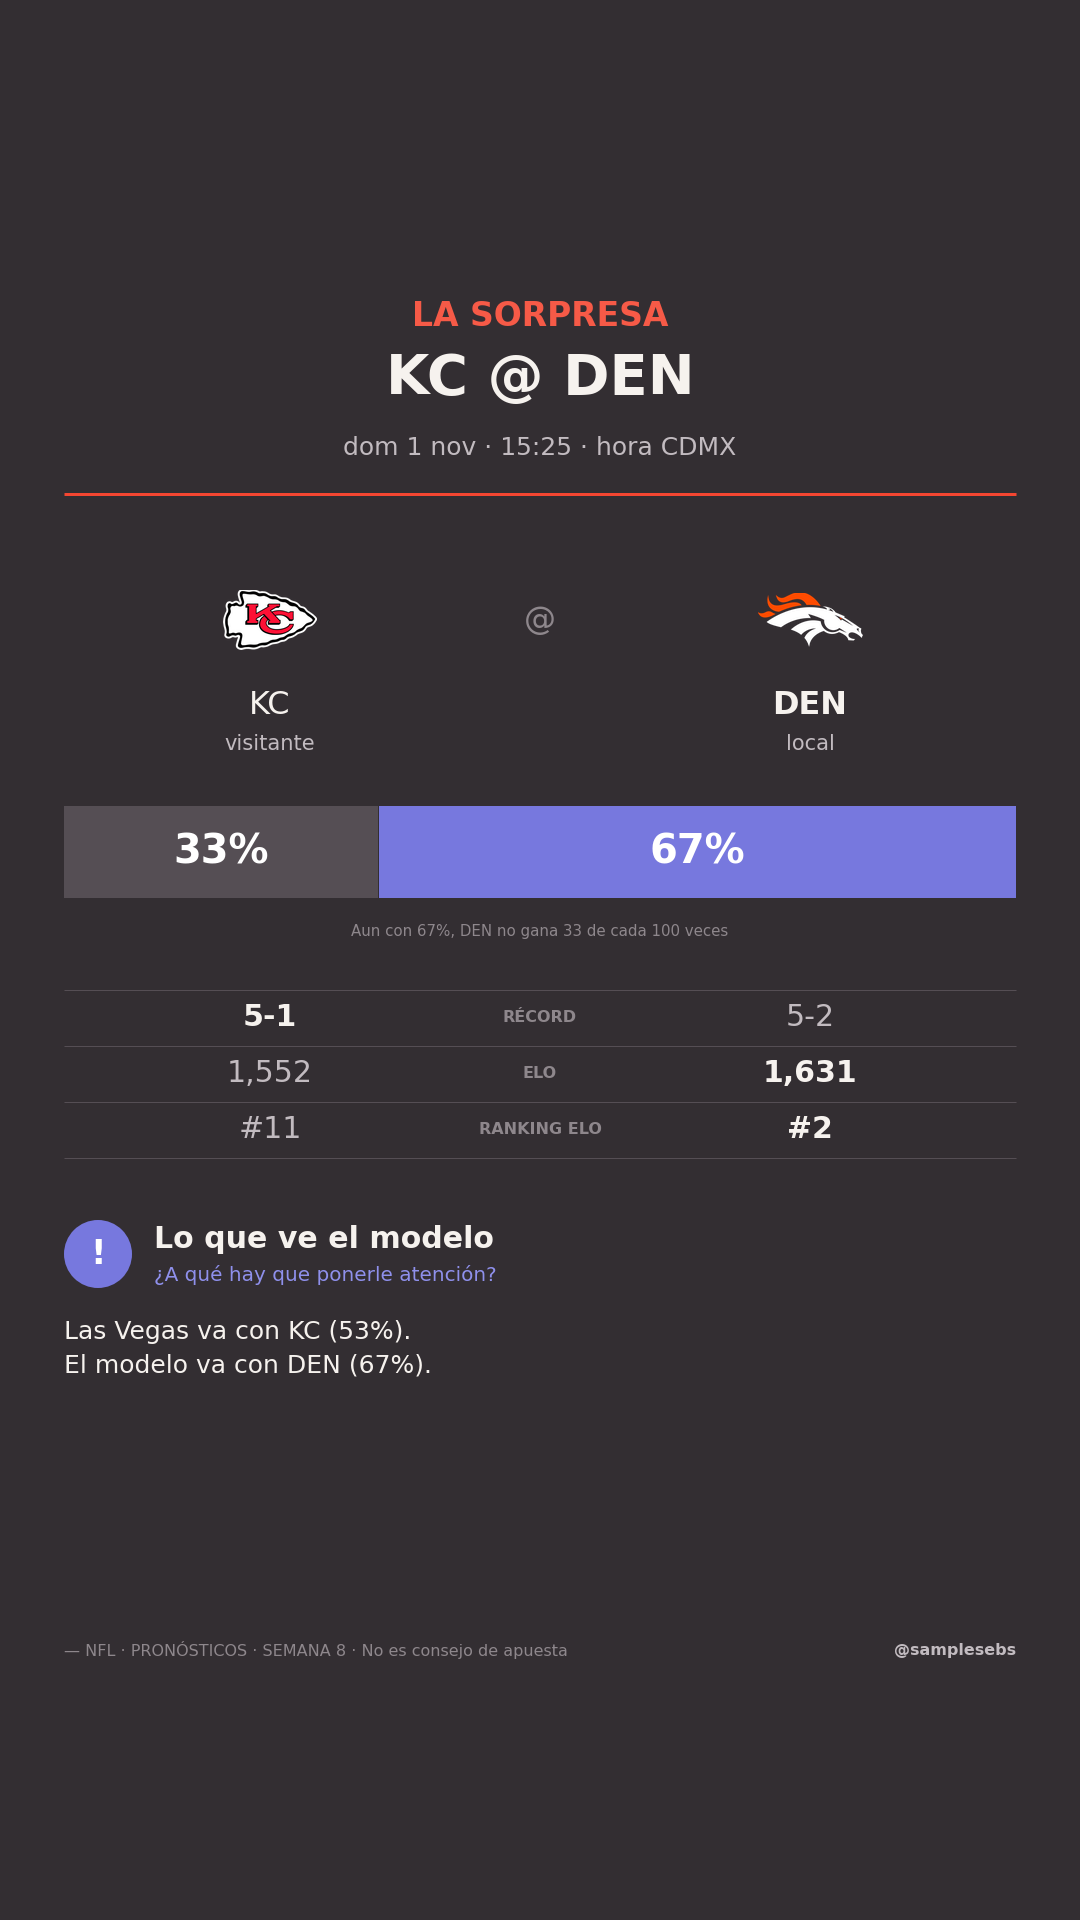 LA SORPRESA
KC @ DEN
dom 1 nov · 15:25 · hora CDMX
KC
@
KC
DEN
visitante
local
33%
67%
Aun con 67%, DEN no gana 33 de cada 100 veces
5-1
RÉCORD
5-2
1,552
ELO
1,631
#11
RANKING ELO
#2
!
Lo que ve el modelo
¿A qué hay que ponerle atención?
Las Vegas va con KC (53%).
El modelo va con DEN (67%).
— NFL · PRONÓSTICOS · SEMANA 8 · No es consejo de apuesta
@samplesebs